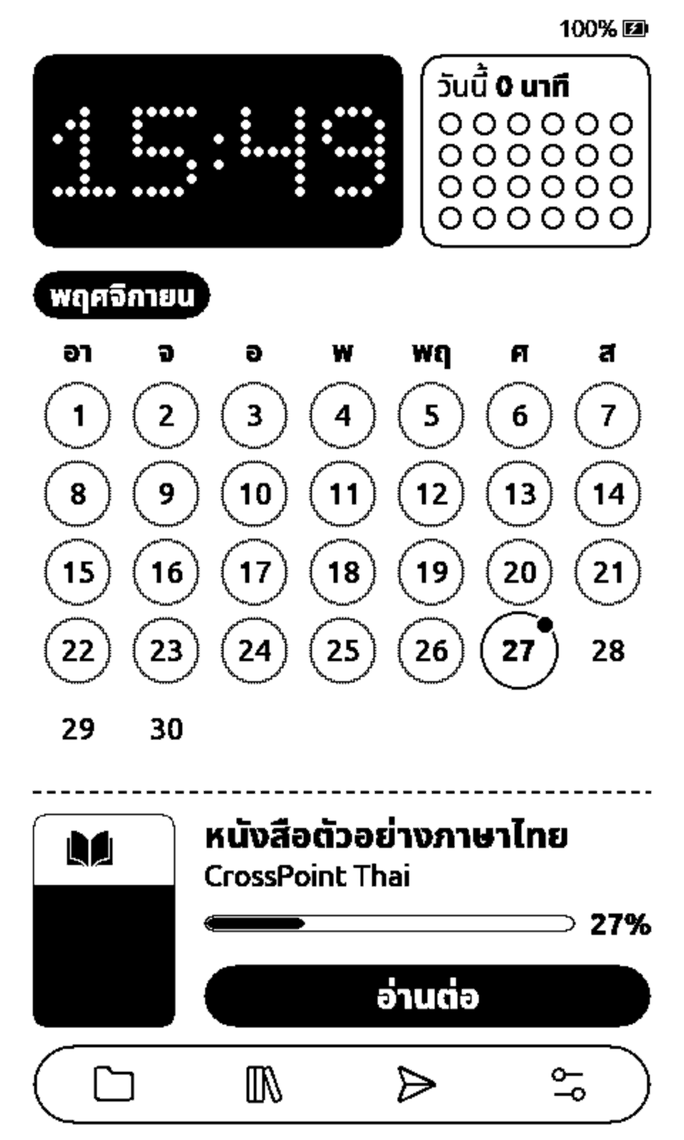 100%
15:49
วันนี้ 0 นาที
พฤศจิกายน
อา จ อ พ พฤ ศ ส
1 2 3 4 5 6 7
8 9 10 11 12 13 14
15 16 17 18 19 20 21
22 23 24 25 26 27 28
29 30
หนังสือตัวอย่างภาษาไทย
CrossPoint Thai
27%
อ่านต่อ